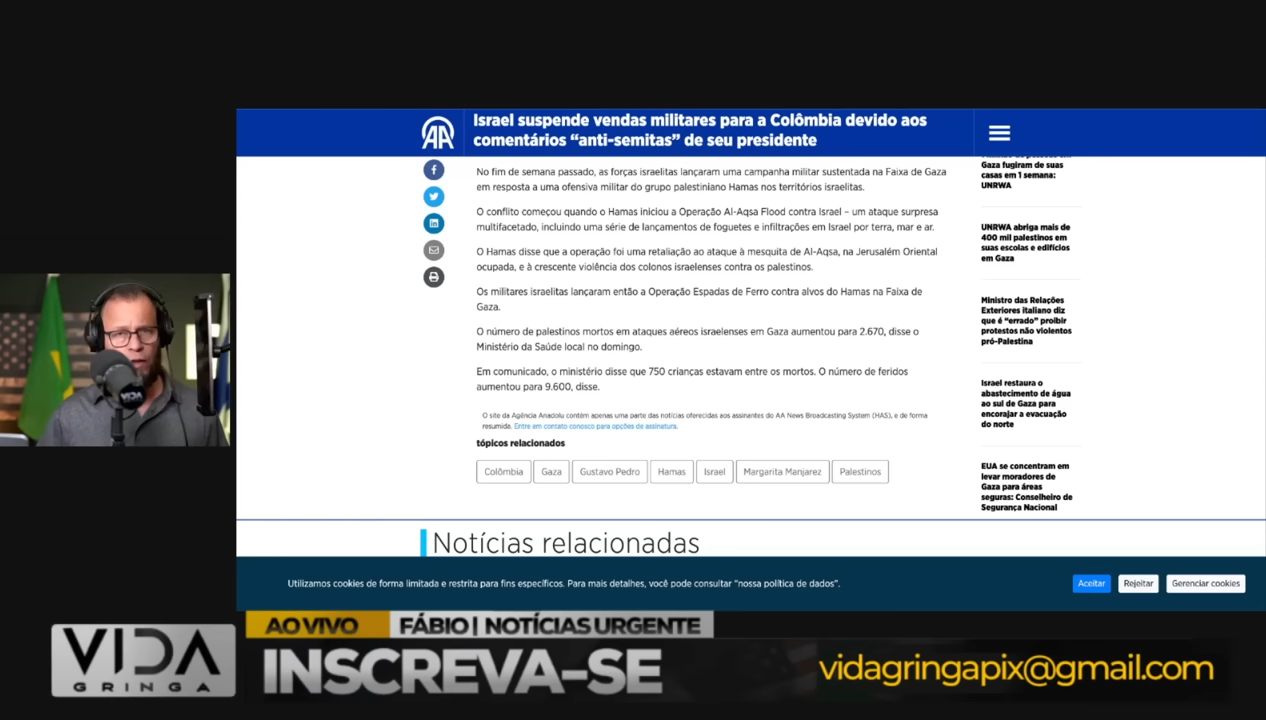 Israel suspende vendas militares para a Colômbia devido aos
comentários “anti-semitas” de seu presidente
No fim de semana passado, as forças israelitas lançaram uma campanha militar sustentada na Faixa de Gaza
em resposta a uma ofensiva militar do grupo palestiniano Hamas nos territórios israelitas.
O conflito começou quando o Hamas iniciou a Operação Al-Aqsa Flood contra Israel – um ataque surpresa
multifacetado, incluindo uma série de lançamentos de foguetes e infiltrações em Israel por terra, mar e ar.
O Hamas disse que a operação foi uma retaliação ao ataque à mesquita de Al-Aqsa, na Jerusalém Oriental
ocupada, e à crescente violência dos colonos israelenses contra os palestinos.
Os militares israelitas lançaram então a Operação Espadas de Ferro contra alvos do Hamas na Faixa de
Gaza.
O número de palestinos mortos em ataques aéreos israelenses em Gaza aumentou para 2.670, disse o
Ministério da Saúde local no domingo.
Em comunicado, o ministério disse que 750 crianças estavam entre os mortos. O número de feridos
aumentou para 9.600, disse.
O site da Agência Anadolu contém apenas uma parte das notícias oferecidas aos assinantes do AA News Broadcasting System (HAS), e de forma
resumida. Entre em contato conosco para opções de assinatura.
tópicos relacionados
Colômbia
Gaza
Gustavo Pedro
Hamas
Israel
Margarita Manjarez
Palestinos
Gaza fugiram de suas
casas em 1 semana:
UNRWA
UNRWA abriga mais de
400 mil palestinos em
suas escolas e edifícios
em Gaza
Ministro das Relações
Exteriores italiano diz
que é “errado” proibir
protestos não violentos
pró-Palestina
Israel restaura o
abastecimento de água
ao sul de Gaza para
encorajar a evacuação
do norte
EUA se concentram em
levar moradores de
Gaza para áreas
seguras: Conselheiro de
Segurança Nacional
Notícias relacionadas
Utilizamos cookies de forma limitada e restrita para fins específicos. Para mais detalhes, você pode consultar "nossa política de dados".
Aceitar
Rejeitar
Gerenciar cookies
VIDA
GRINGA
AO VIVO
FÁBIO | NOTÍCIAS URGENTE
INSCREVA-SE
vidagringapix@gmail.com
VIDA